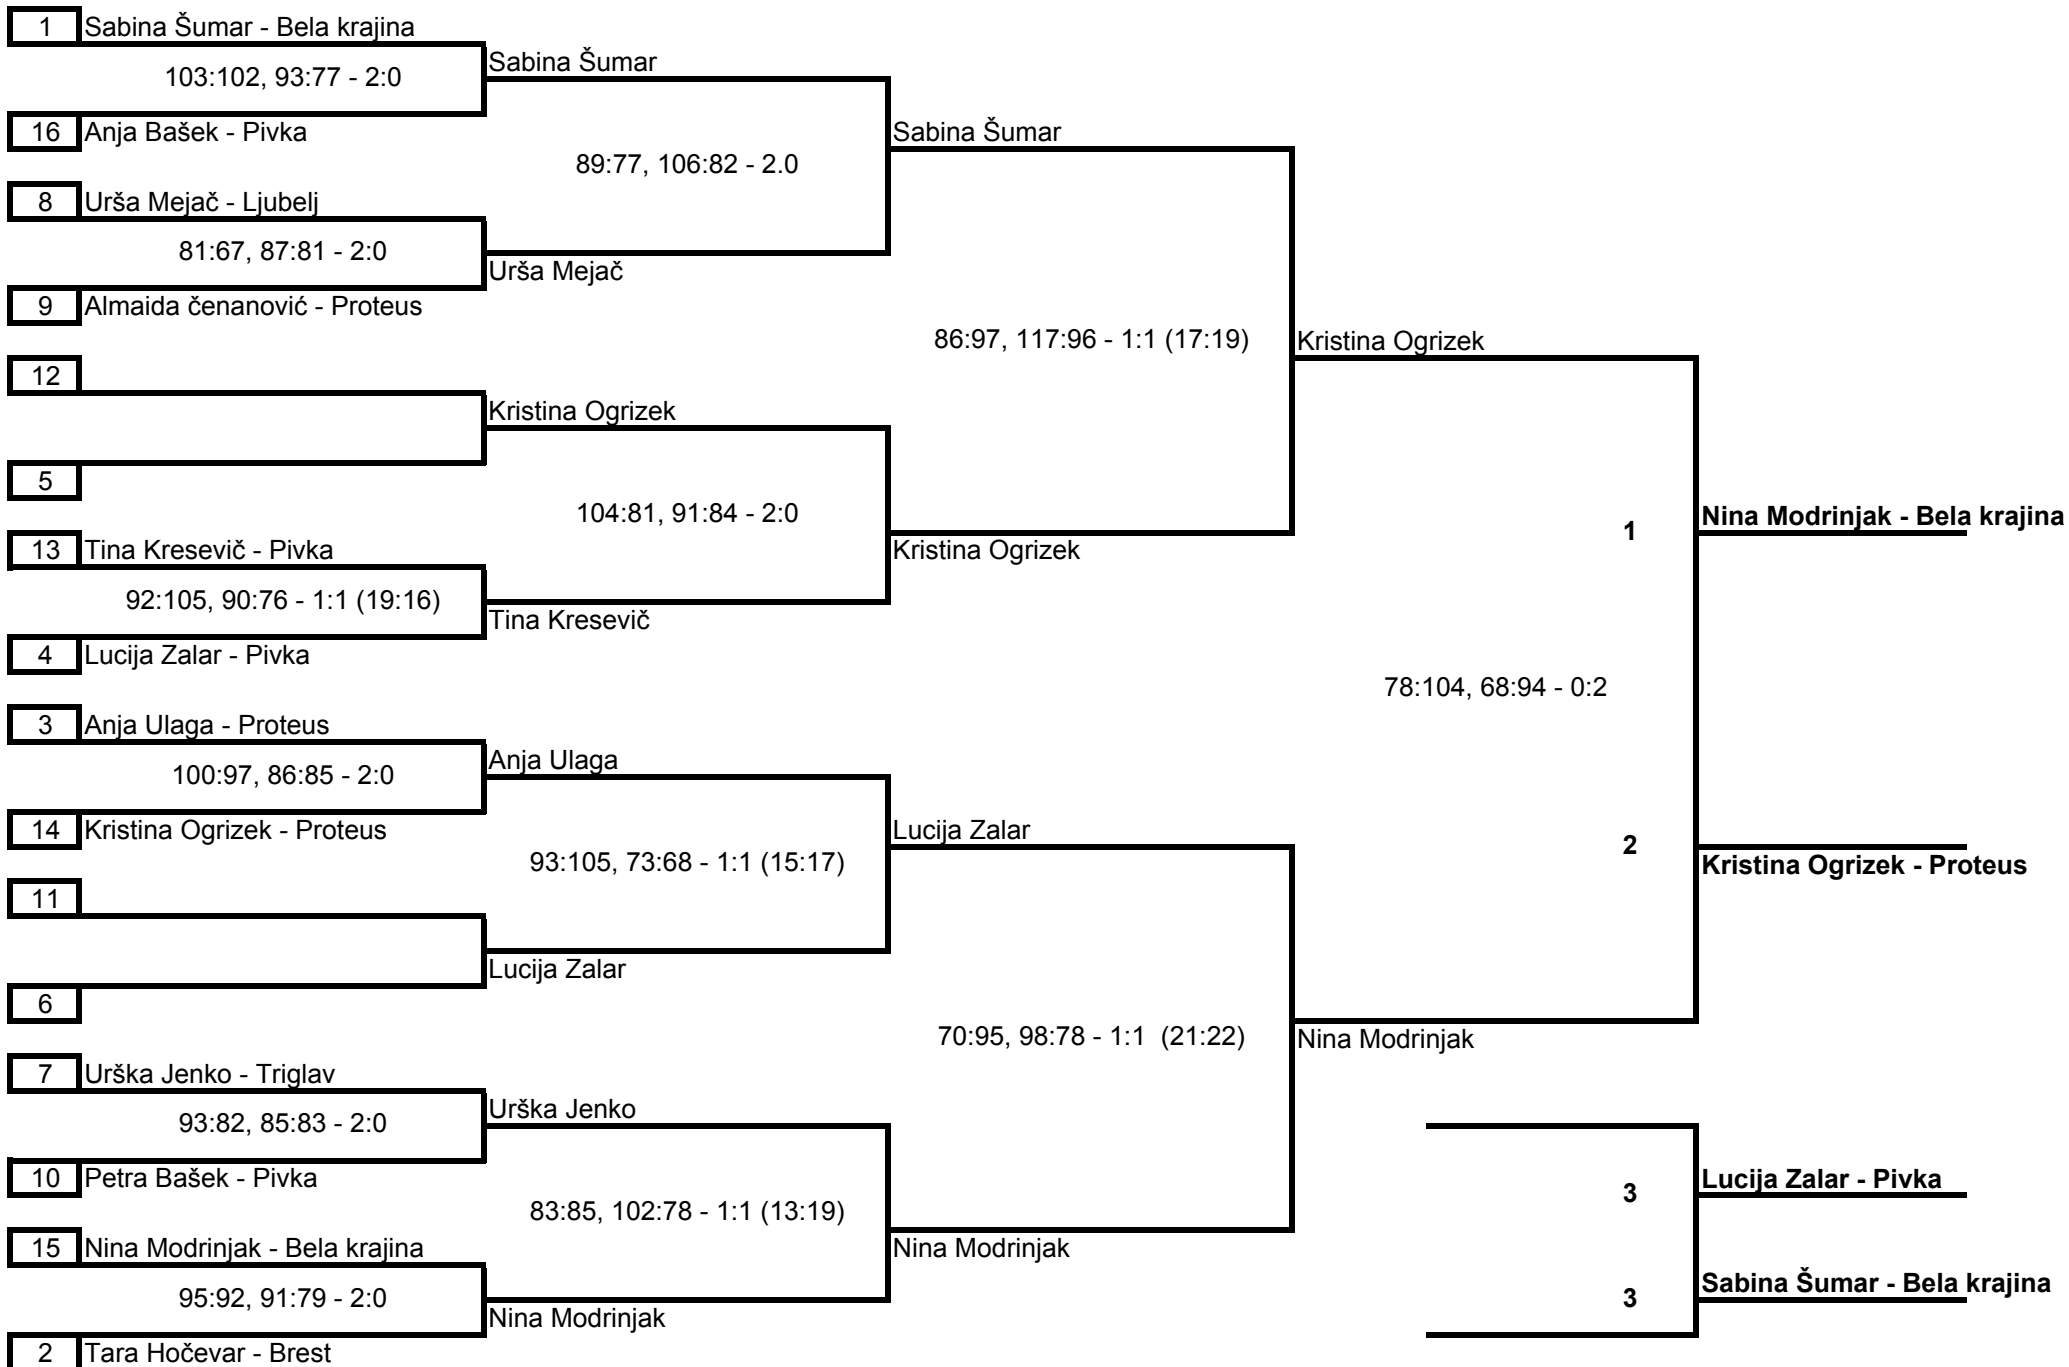 1 Sabina Šumar - Bela krajina
Sabina Šumar
103:102, 93:77 - 2:0
16 Anja Bašek - Pivka
Sabina Šumar
89:77, 106:82 - 2.0
8 Urša Mejač - Ljubelj
81:67, 87:81 - 2:0
Urša Mejač
9 Almaida čenanović - Proteus
86:97, 117:96 - 1:1 (17:19)
Kristina Ogrizek
12
Kristina Ogrizek
5
104:81, 91:84 - 2:0
Nina Modrinjak - Bela krajina
1
13 Tina Kresevič - Pivka
Kristina Ogrizek
92:105, 90:76 - 1:1 (19:16)
Tina Kresevič
4 Lucija Zalar - Pivka
78:104, 68:94 - 0:2
3 Anja Ulaga - Proteus
Anja Ulaga
100:97, 86:85 - 2:0
14 Kristina Ogrizek - Proteus
Lucija Zalar
2
93:105, 73:68 - 1:1 (15:17)
Kristina Ogrizek - Proteus
11
Lucija Zalar
6
70:95, 98:78 - 1:1 (21:22)
Nina Modrinjak
7 Urška Jenko - Triglav
Urška Jenko
93:82, 85:83 - 2:0
10 Petra Bašek - Pivka
Lucija Zalar - Pivka
3
83:85, 102:78 - 1:1 (13:19)
15 Nina Modrinjak - Bela krajina
Nina Modrinjak
Sabina Šumar - Bela krajina
3
95:92, 91:79 - 2:0
Nina Modrinjak
2 Tara Hočevar - Brest